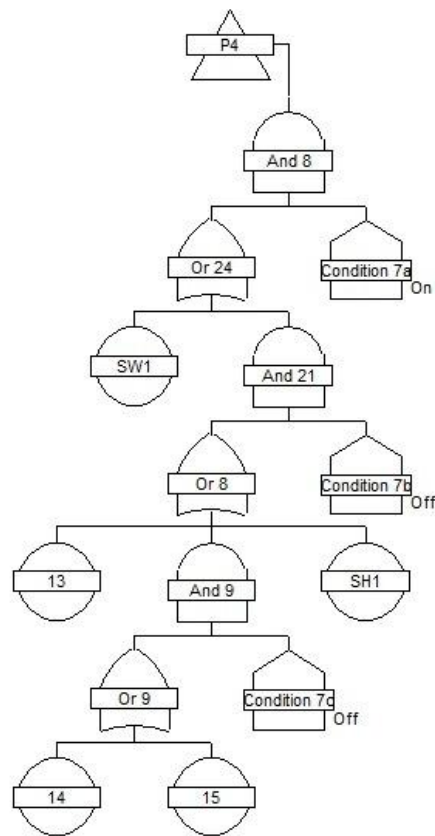 P4
And 8
Or 24
Condition 7a
On
SW1
And 21
Or 8
Condition 7b
Off
13
And 9
SH1
Or 9
Condition 7c
Off
14
15